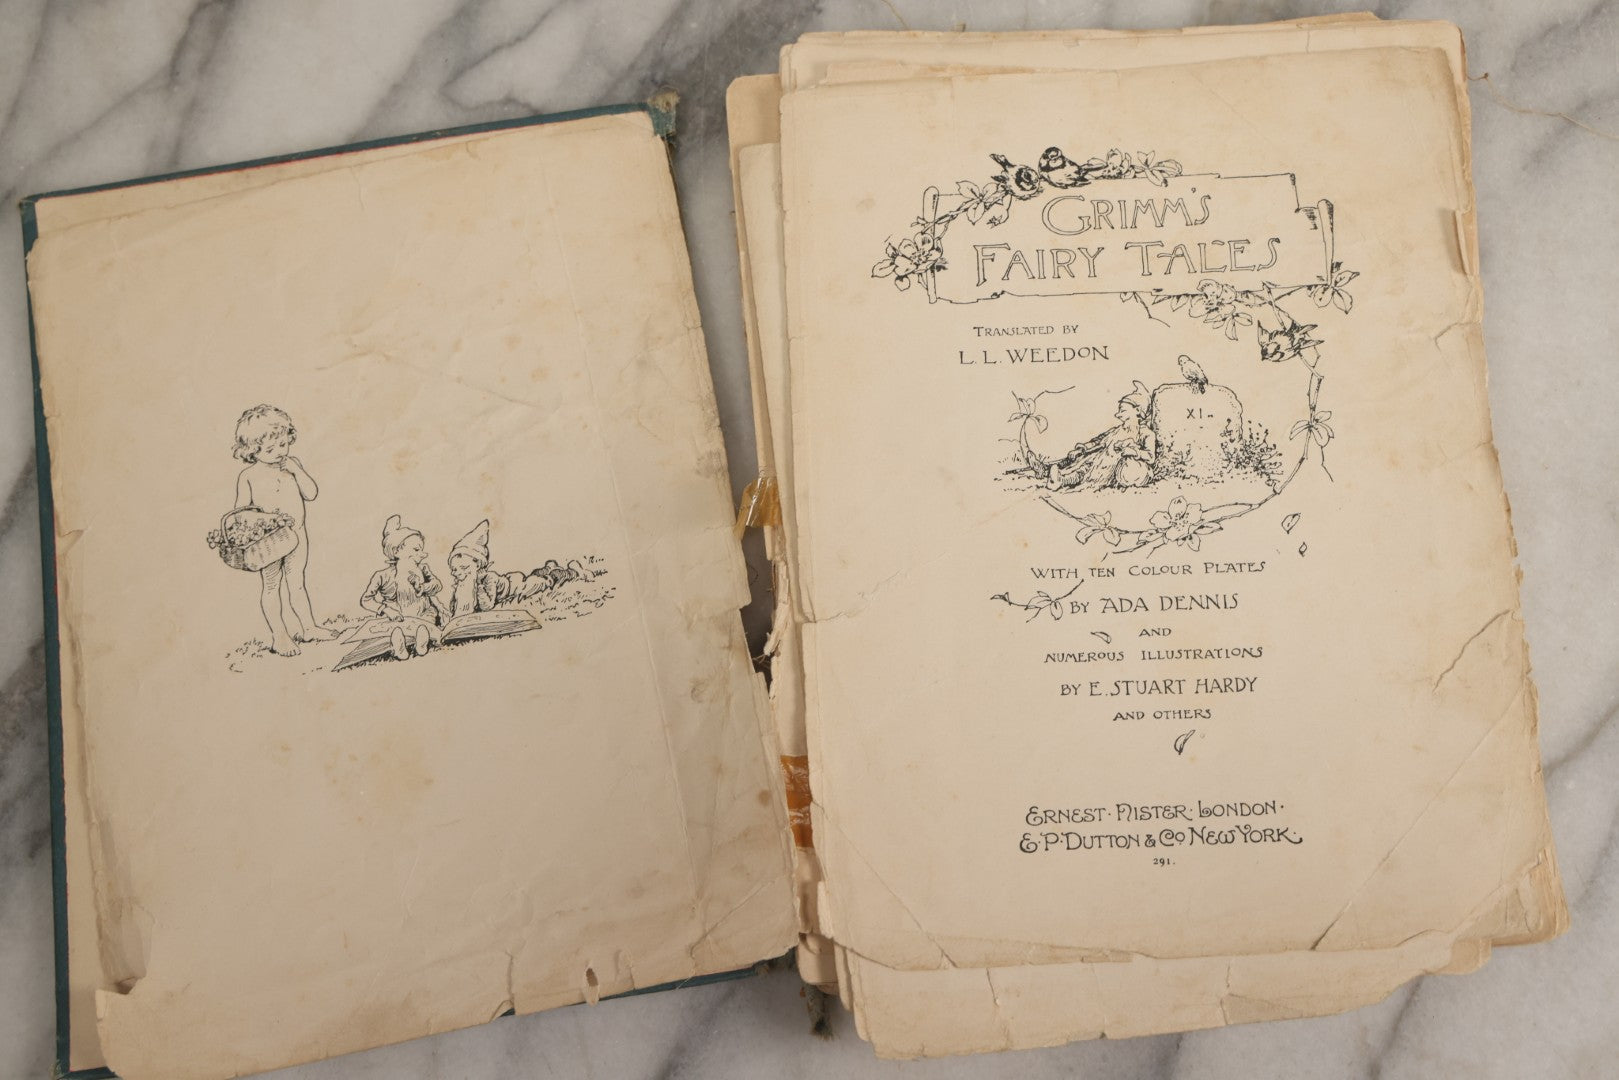 GRIMM'S
FAIRY TALES
TRANSLATED BY
L. L. WEEDON
XI..
WITH TEN COLOUR PLATES
BY ADA DENNIS
AND
NUMEROUS ILLUSTRATIONS
BY E. STUART HARDY
AND OTHERS
ERNEST · NISTER · LONDON ·
E · P · DUTTON & Co NEW YORK ·
291.